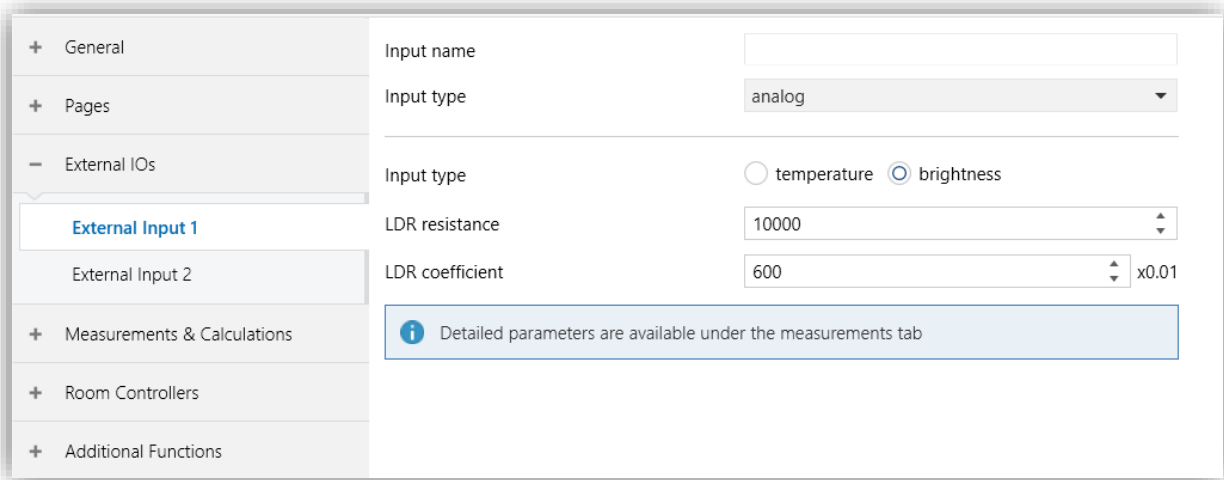 General
Pages
External IOs
External Input 1
External Input 2
Measurements & Calculations
Room Controllers
Additional Functions
Input name
Input type analog
Input type temperature brightness
LDR resistance 10000
LDR coefficient 600 x0.01
Detailed parameters are available under the measurements tab